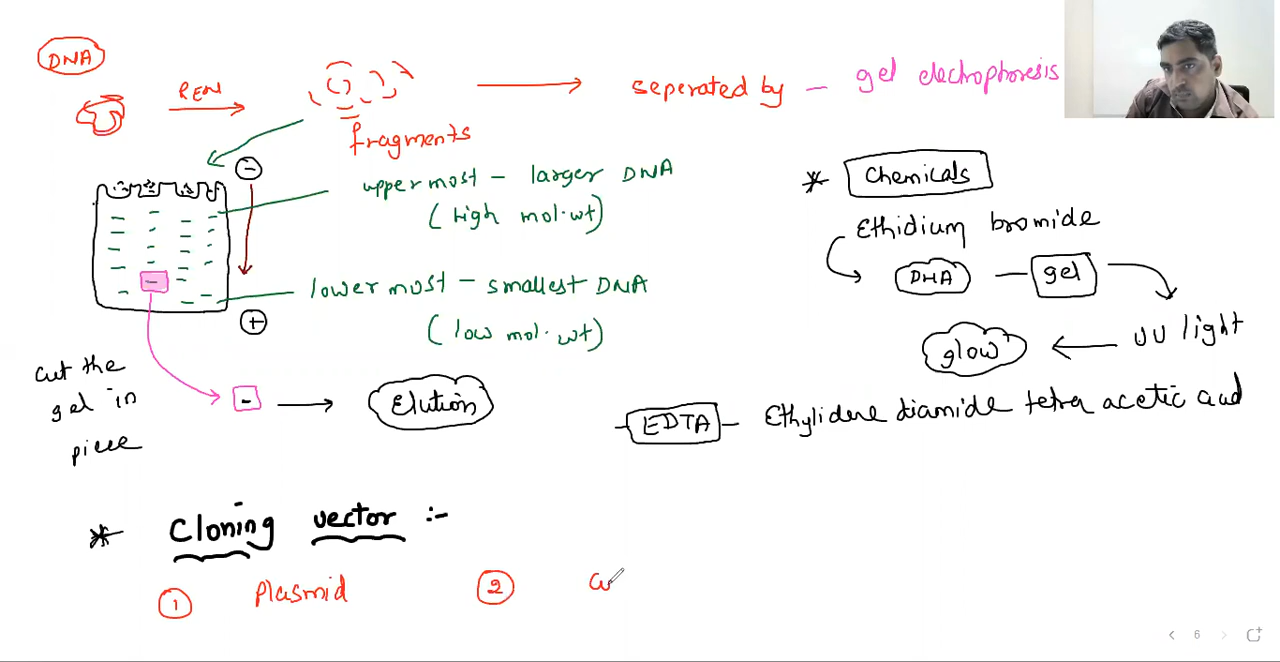 DNA
REN
fragments
seperated by - gel electrophoresis
uppermost - larger DNA
(high mol.wt)
lowermost - smallest DNA
(low mol.wt)
cut the
gel in
piece
Elution
* Chemicals
Ethidium bromide
DNA - gel
UV light
glow
- EDTA - Ethylidene diamide tetra acetic acid
* Cloning vector :-
1 Plasmid 2
6